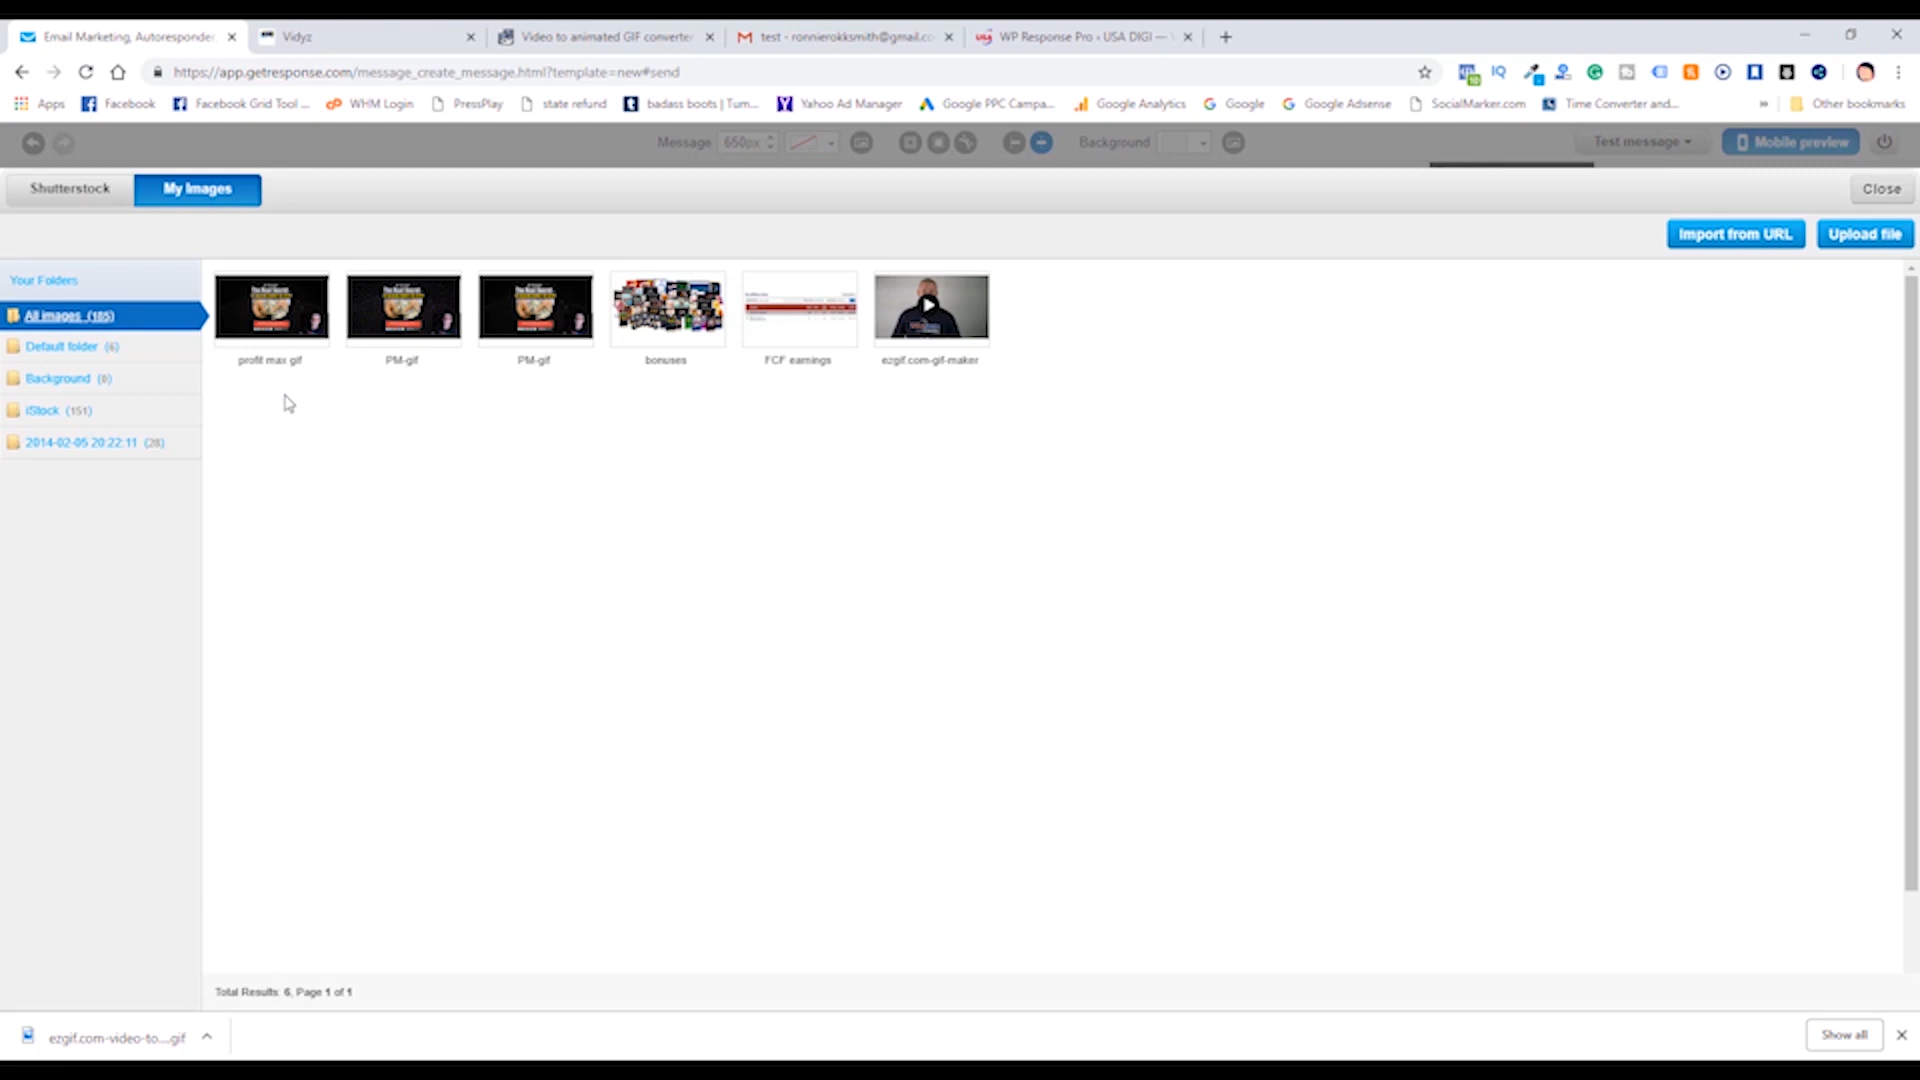 Email Marketing, Autoresponder
Vidyz
Video to animated GIF converter
test - ronnierokksmith@gmail.co
WP Response Pro ‹ USA DIGI —
https://app.getresponse.com/message_create_message.html?template=new#send
Apps
Facebook
Facebook Grid Tool ...
WHM Login
PressPlay
state refund
badass boots | Tum...
Yahoo Ad Manager
Google PPC Campa...
Google Analytics
Google
Google Adsense
SocialMarker.com
Time Converter and...
»
Other bookmarks
Message
650px
Background
Test message
Mobile preview
Shutterstock
My Images
Close
Import from URL
Upload file
Your Folders
All images (185)
Default folder (6)
Background (0)
iStock (151)
2014-02-05 20:22:11 (28)
profit max gif
PM-gif
PM-gif
bonuses
FCF earnings
ezgif.com-gif-maker
Total Results: 6, Page 1 of 1
ezgif.com-video-to....gif
Show all